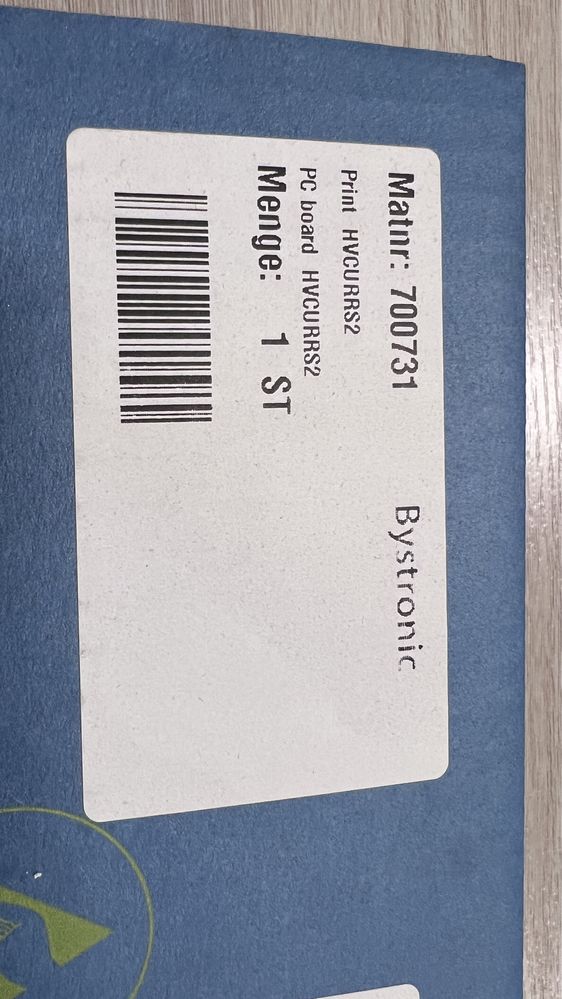 Matnr: 700731 Bystronic
Print HVCURRS2
PC board HVCURRS2
Menge: 1 ST